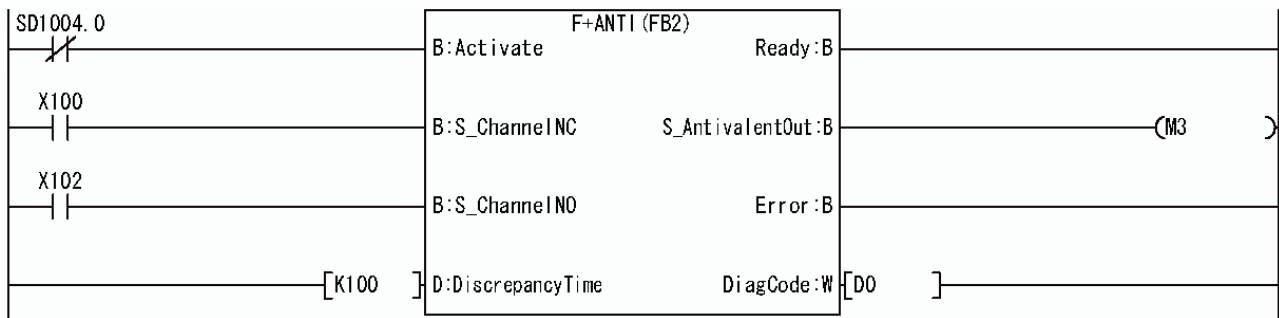 SD1004.0
F+ANTI(FB2)
B:Activate Ready:B
X100
B:S_ChannelNC S_AntivalentOut:B (M3 )
X102
B:S_ChannelNO Error:B
[K100 ] D:DiscrepancyTime DiagCode:W [D0 ]